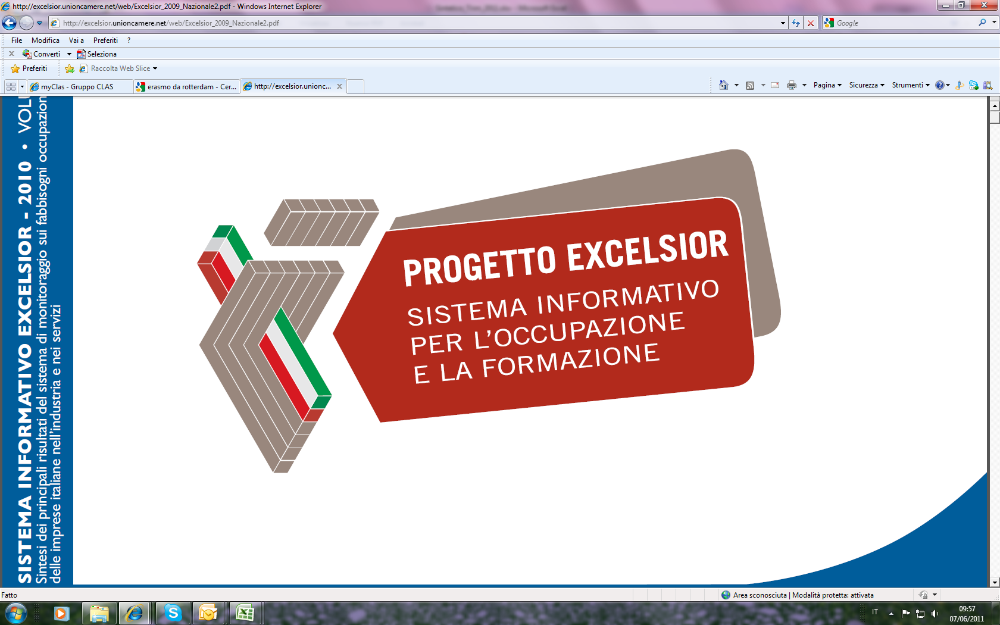 http://excelsior.unioncamere.net/web/Excelsior_2009_Nazionale2.pdf - Windows Internet Explorer
http://excelsior.unioncamere.net/web/Excelsior_2009_Nazionale2.pdf
Google
File Modifica Vai a Preferiti ?
Converti Seleziona
Preferiti Raccolta Web Slice
myClas - Gruppo CLAS
erasmo da rotterdam - Cer...
http://excelsior.unionc...
Pagina Sicurezza Strumenti
SISTEMA INFORMATIVO EXCELSIOR - 2010 • VOLU
Sintesi dei principali risultati del sistema di monitoraggio sui fabbisogni occupazion
delle imprese italiane nell'industria e nei servizi
PROGETTO EXCELSIOR
SISTEMA INFORMATIVO
PER L'OCCUPAZIONE
E LA FORMAZIONE
Fatto
Area sconosciuta | Modalità protetta: attivata
IT
09:57
07/06/2011